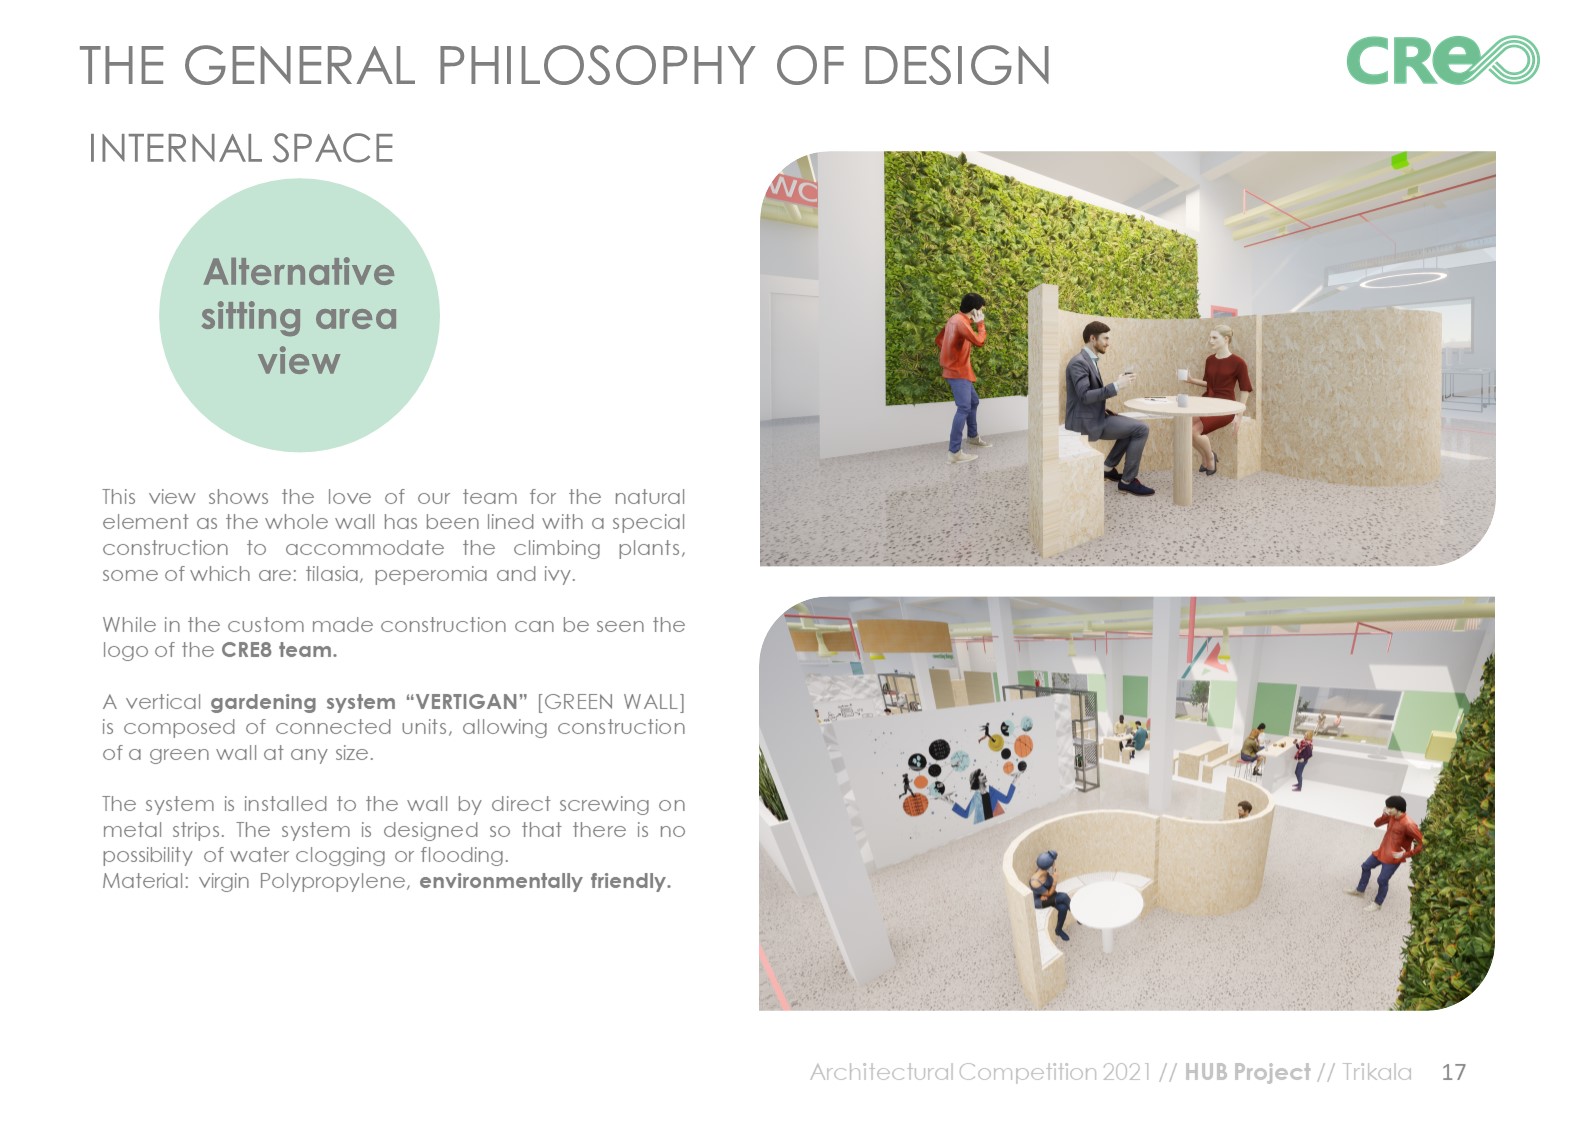 THE GENERAL PHILOSOPHY OF DESIGN
CRe8
INTERNAL SPACE
Alternative
sitting area
view
WC
This view shows the love of our team for the natural
element as the whole wall has been lined with a special
construction to accommodate the climbing plants,
some of which are: tilasia, peperomia and ivy.
While in the custom made construction can be seen the
logo of the CRE8 team.
A vertical gardening system “VERTIGAN” [GREEN WALL]
is composed of connected units, allowing construction
of a green wall at any size.
The system is installed to the wall by direct screwing on
metal strips. The system is designed so that there is no
possibility of water clogging or flooding.
Material: virgin Polypropylene, environmentally friendly.
Architectural Competition 2021 // HUB Project // Trikala 17